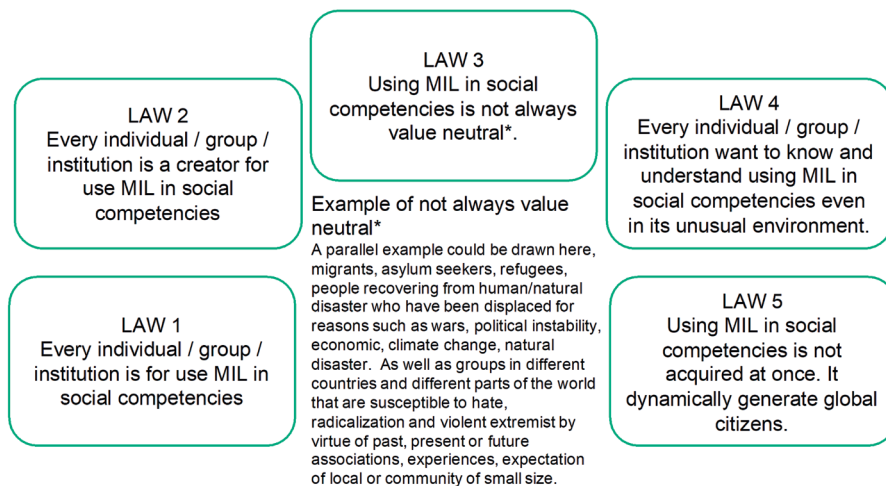 LAW 3
Using MIL in social
competencies is not always
value neutral*.
LAW 2
Every individual / group /
institution is a creator for
use MIL in social
competencies
LAW 4
Every individual / group /
institution want to know and
understand using MIL in
social competencies even
in its unusual environment.
Example of not always value
neutral*
A parallel example could be drawn here,
migrants, asylum seekers, refugees,
people recovering from human/natural
disaster who have been displaced for
reasons such as wars, political instability,
economic, climate change, natural
disaster. As well as groups in different
countries and different parts of the world
that are susceptible to hate,
radicalization and violent extremist by
virtue of past, present or future
associations, experiences, expectation
of local or community of small size.
LAW 1
Every individual / group /
institution is for use MIL in
social competencies
LAW 5
Using MIL in social
competencies is not
acquired at once. It
dynamically generate global
citizens.